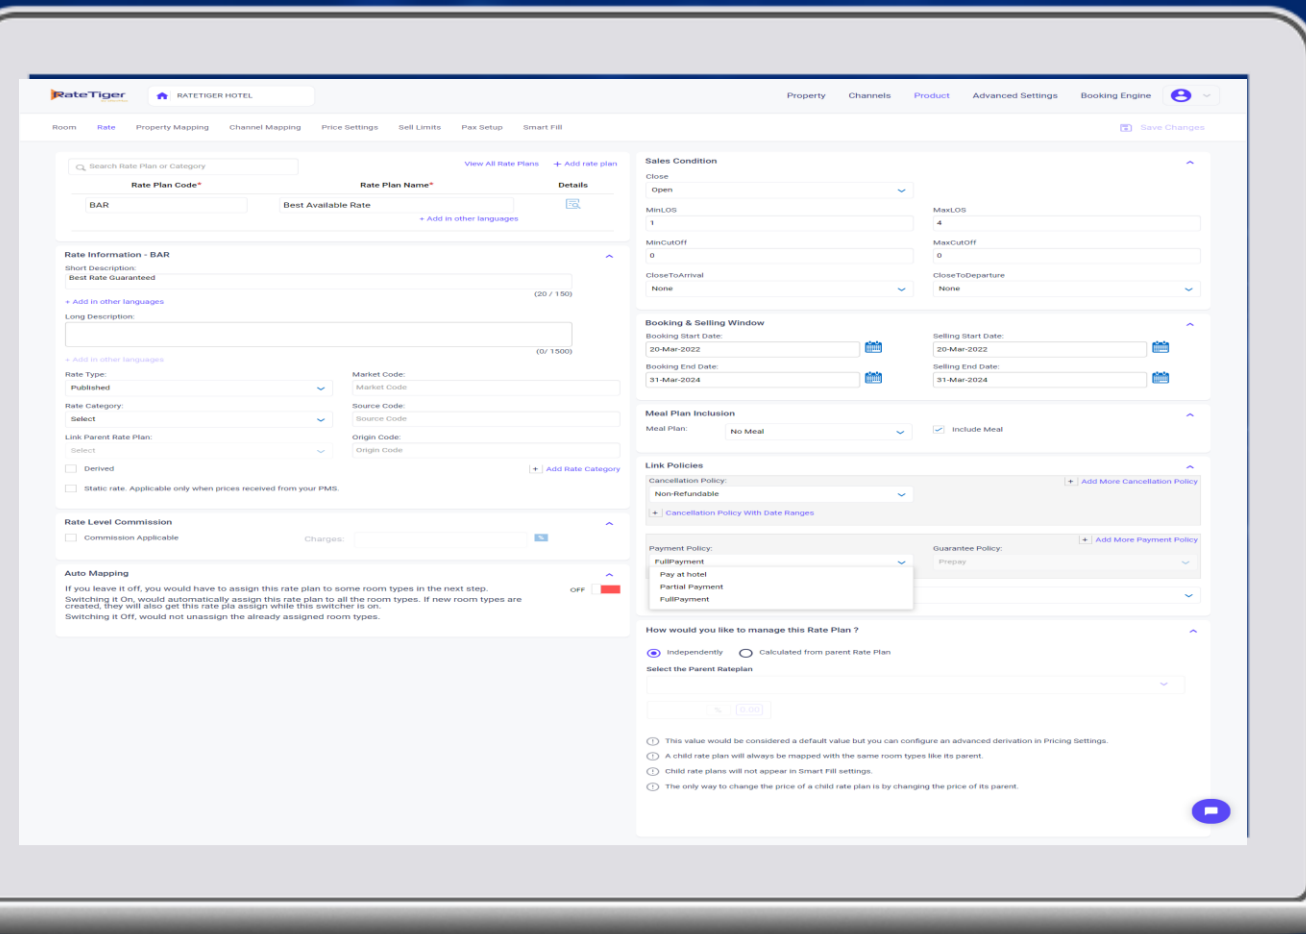 RateTiger
RATETIGER HOTEL
Property Channels Product Advanced Settings Booking Engine
Room Rate Property Mapping Channel Mapping Price Settings Sell Limits Pax Setup Smart Fill
Save Changes
Search Rate Plan or Category
View All Rate Plans + Add rate plan
Rate Plan Code* Rate Plan Name* Details
BAR Best Available Rate
+ Add in other languages
Rate Information - BAR
Short Description:
Best Rate Guaranteed
(20 / 150)
+ Add in other languages
Long Description:
(0/ 1500)
+ Add in other languages
Rate Type: Market Code:
Published Market Code
Rate Category: Source Code:
Select Source Code
Link Parent Rate Plan: Origin Code:
Select Origin Code
Derived
+ Add Rate Category
Static rate. Applicable only when prices received from your PMS.
Rate Level Commission
Commission Applicable Charges: %
Auto Mapping
If you leave it off, you would have to assign this rate plan to some room types in the next step.
OFF
Switching it On, would automatically assign this rate plan to all the room types. If new room types are
created, they will also get this rate pla assign while this switcher is on.
Switching it Off, would not unassign the already assigned room types.
Sales Condition
Close
Open
MinLOS MaxLOS
1 4
MinCutOff MaxCutOff
0 0
CloseToArrival CloseToDeparture
None None
Booking & Selling Window
Booking Start Date: Selling Start Date:
20-Mar-2022 20-Mar-2022
Booking End Date: Selling End Date:
31-Mar-2024 31-Mar-2024
Meal Plan Inclusion
Meal Plan: No Meal Include Meal
Link Policies
Cancellation Policy: + Add More Cancellation Policy
Non-Refundable
+ Cancellation Policy With Date Ranges
+ Add More Payment Policy
Payment Policy: Guarantee Policy:
FullPayment Prepay
Pay at hotel
Partial Payment
FullPayment
How would you like to manage this Rate Plan ?
Independently Calculated from parent Rate Plan
Select the Parent Rateplan
% (0.00)
This value would be considered a default value but you can configure an advanced derivation in Pricing Settings.
A child rate plan will always be mapped with the same room types like its parent.
Child rate plans will not appear in Smart Fill settings.
The only way to change the price of a child rate plan is by changing the price of its parent.